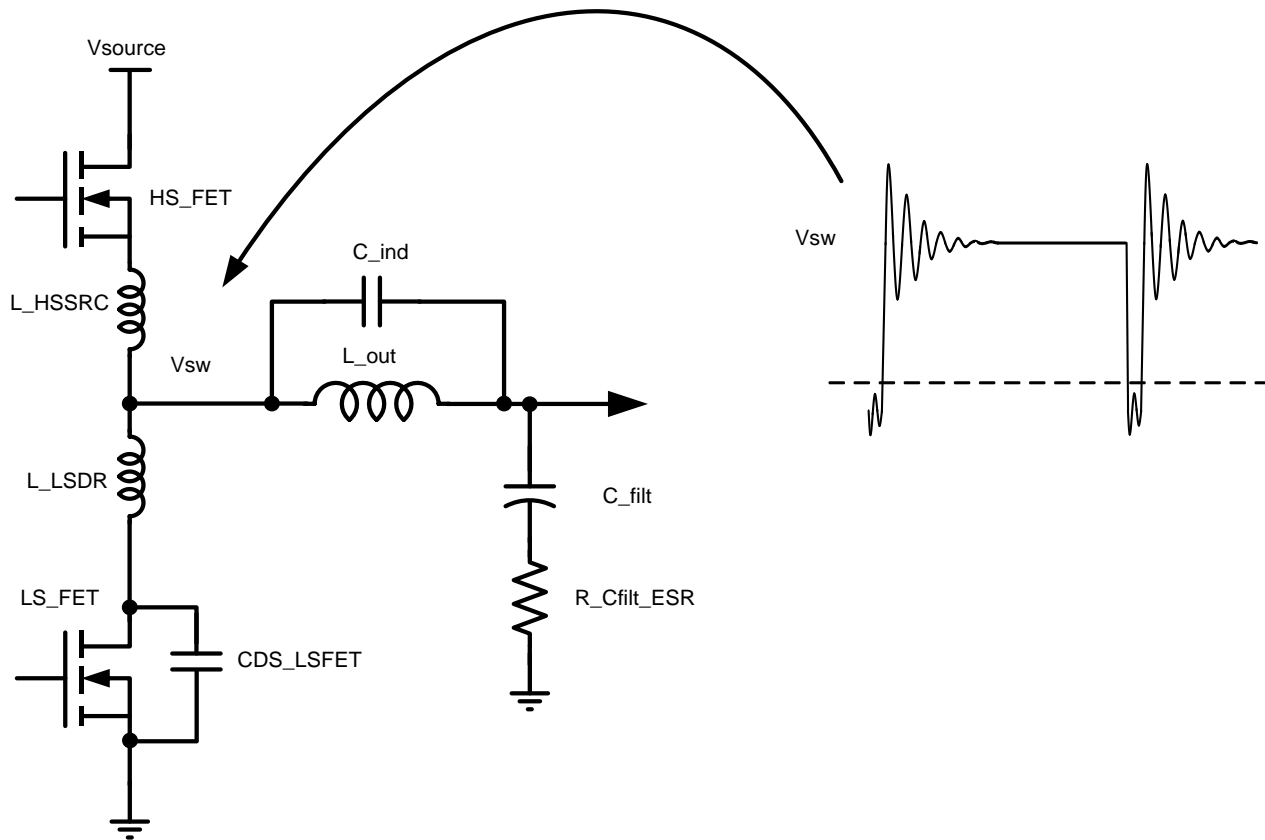 Vsource
HS_FET
C_ind
L_HSSRC
Vsw
L_out
L_LSDR
C_filt
LS_FET
R_Cfilt_ESR
CDS_LSFET
Vsw